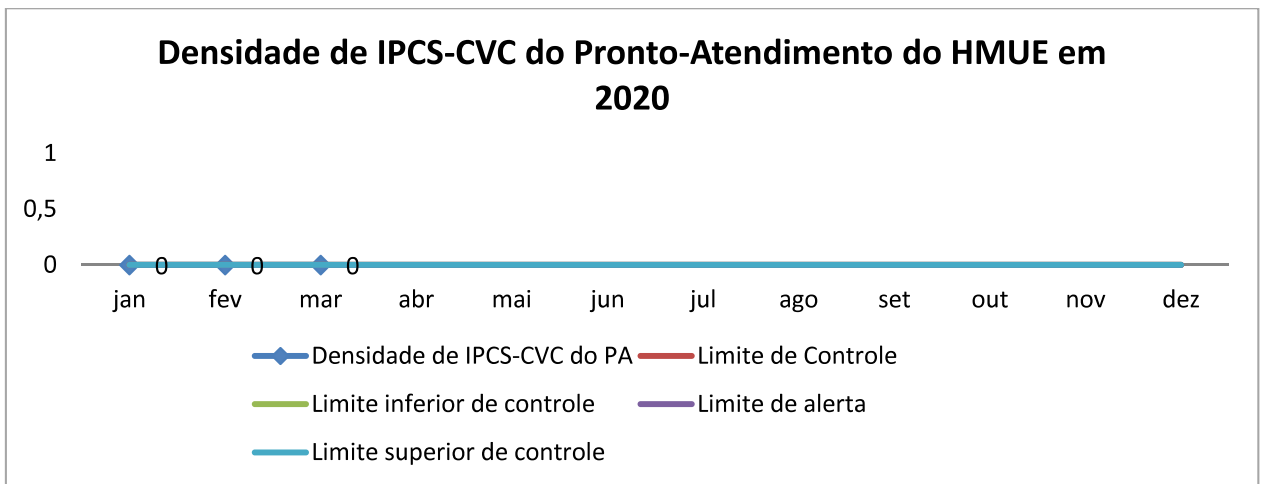 Densidade de IPCS-CVC do Pronto-Atendimento do HMUE em
2020
1
0,5
0
0 0 0
jan fev mar abr mai jun jul ago set out nov dez
Densidade de IPCS-CVC do PA Limite de Controle
Limite inferior de controle Limite de alerta
Limite superior de controle